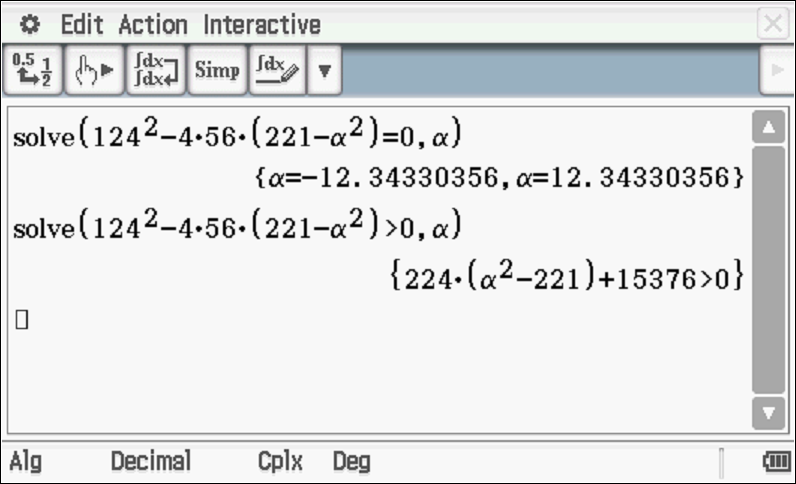 Edit Action Interactive
0.5 1/2 ∫dx ∫dx Simp ∫dx
solve(124²−4·56·(221−α²)=0,α)
{α=−12.34330356,α=12.34330356}
solve(124²−4·56·(221−α²)>0,α)
{224·(α²−221)+15376>0}
Alg Decimal Cplx Deg